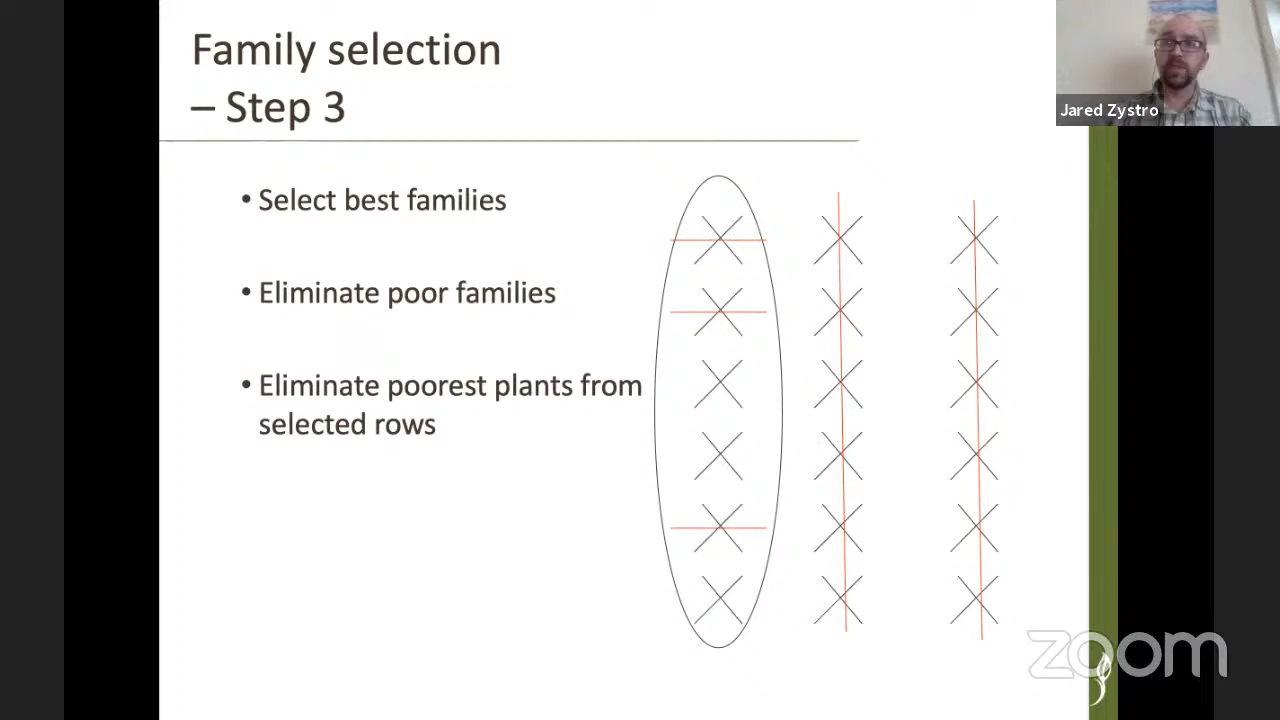 Family selection
– Step 3
Jared Zystro
• Select best families
• Eliminate poor families
• Eliminate poorest plants from
selected rows
zoom